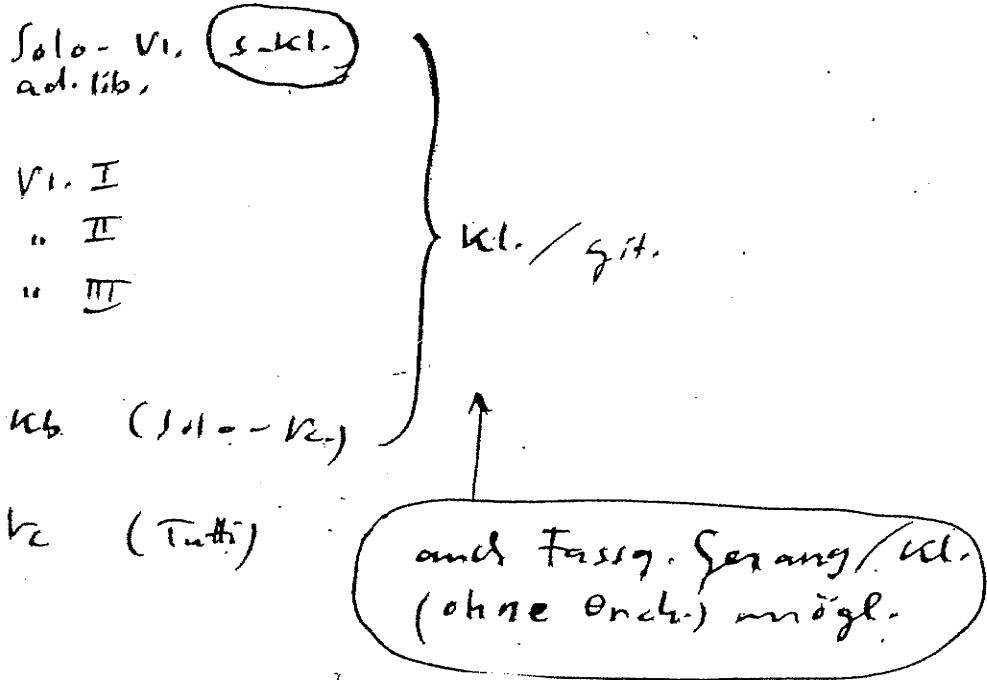 Solo-Vl. s-Kl.
ad. lib.
Vl. I
" II
" III
Kl. / Git.
Kb (Solo-Vc.)
Vc (Tutti)
auch Fassg. Gesang/Kl.
(ohne Orch.) mögl.